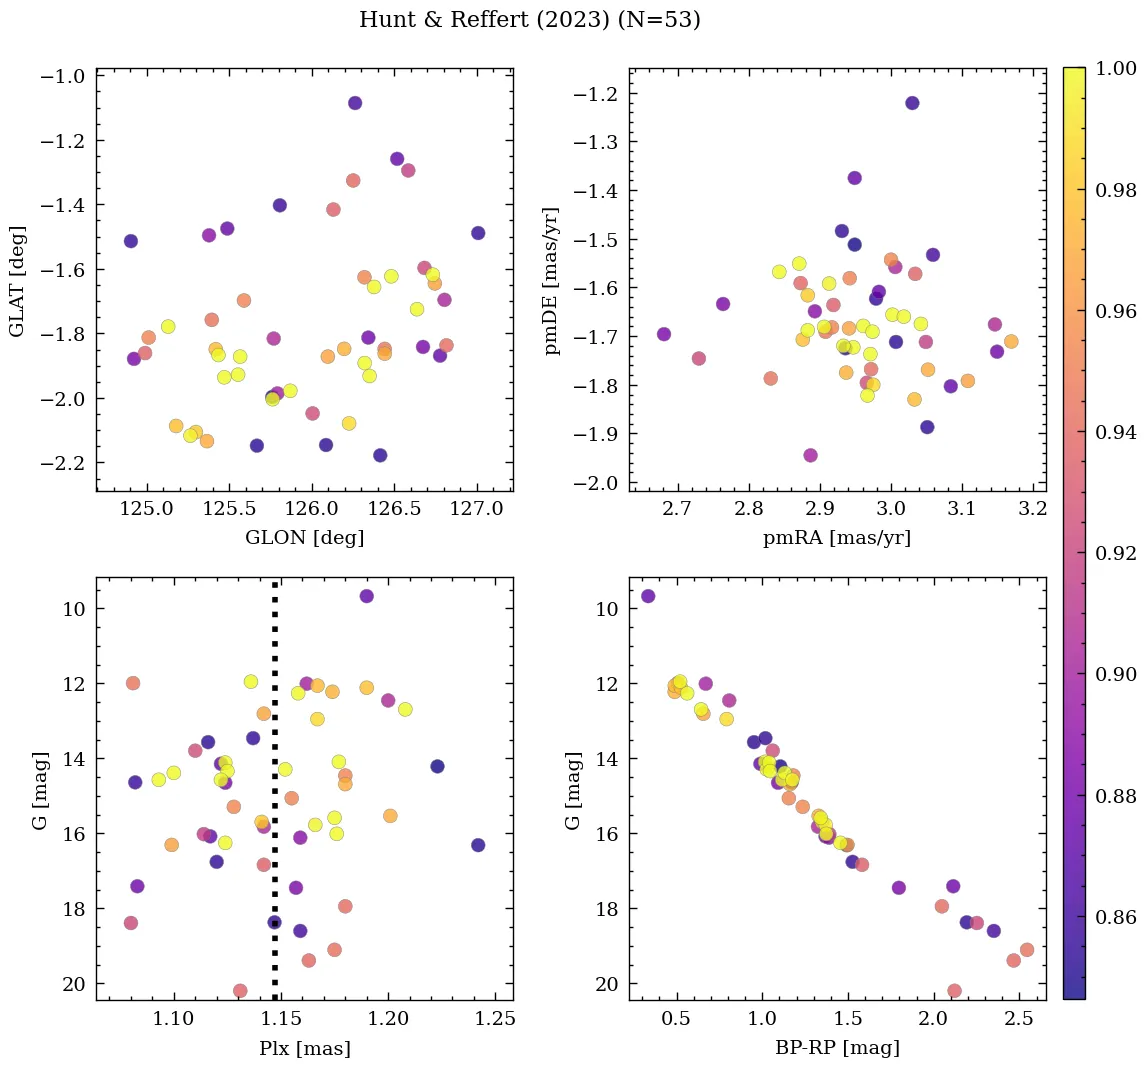 Hunt & Reffert (2023) (N=53)
−1.0
−1.2
−1.4
−1.6
−1.8
−2.0
−2.2
GLAT [deg]
125.0 125.5 126.0 126.5 127.0
GLON [deg]
−1.2
−1.3
−1.4
−1.5
−1.6
−1.7
−1.8
−1.9
−2.0
pmDE [mas/yr]
2.7 2.8 2.9 3.0 3.1 3.2
pmRA [mas/yr]
10
12
14
16
18
20
G [mag]
1.10 1.15 1.20 1.25
Plx [mas]
10
12
14
16
18
20
G [mag]
0.5 1.0 1.5 2.0 2.5
BP-RP [mag]
1.00
0.98
0.96
0.94
0.92
0.90
0.88
0.86